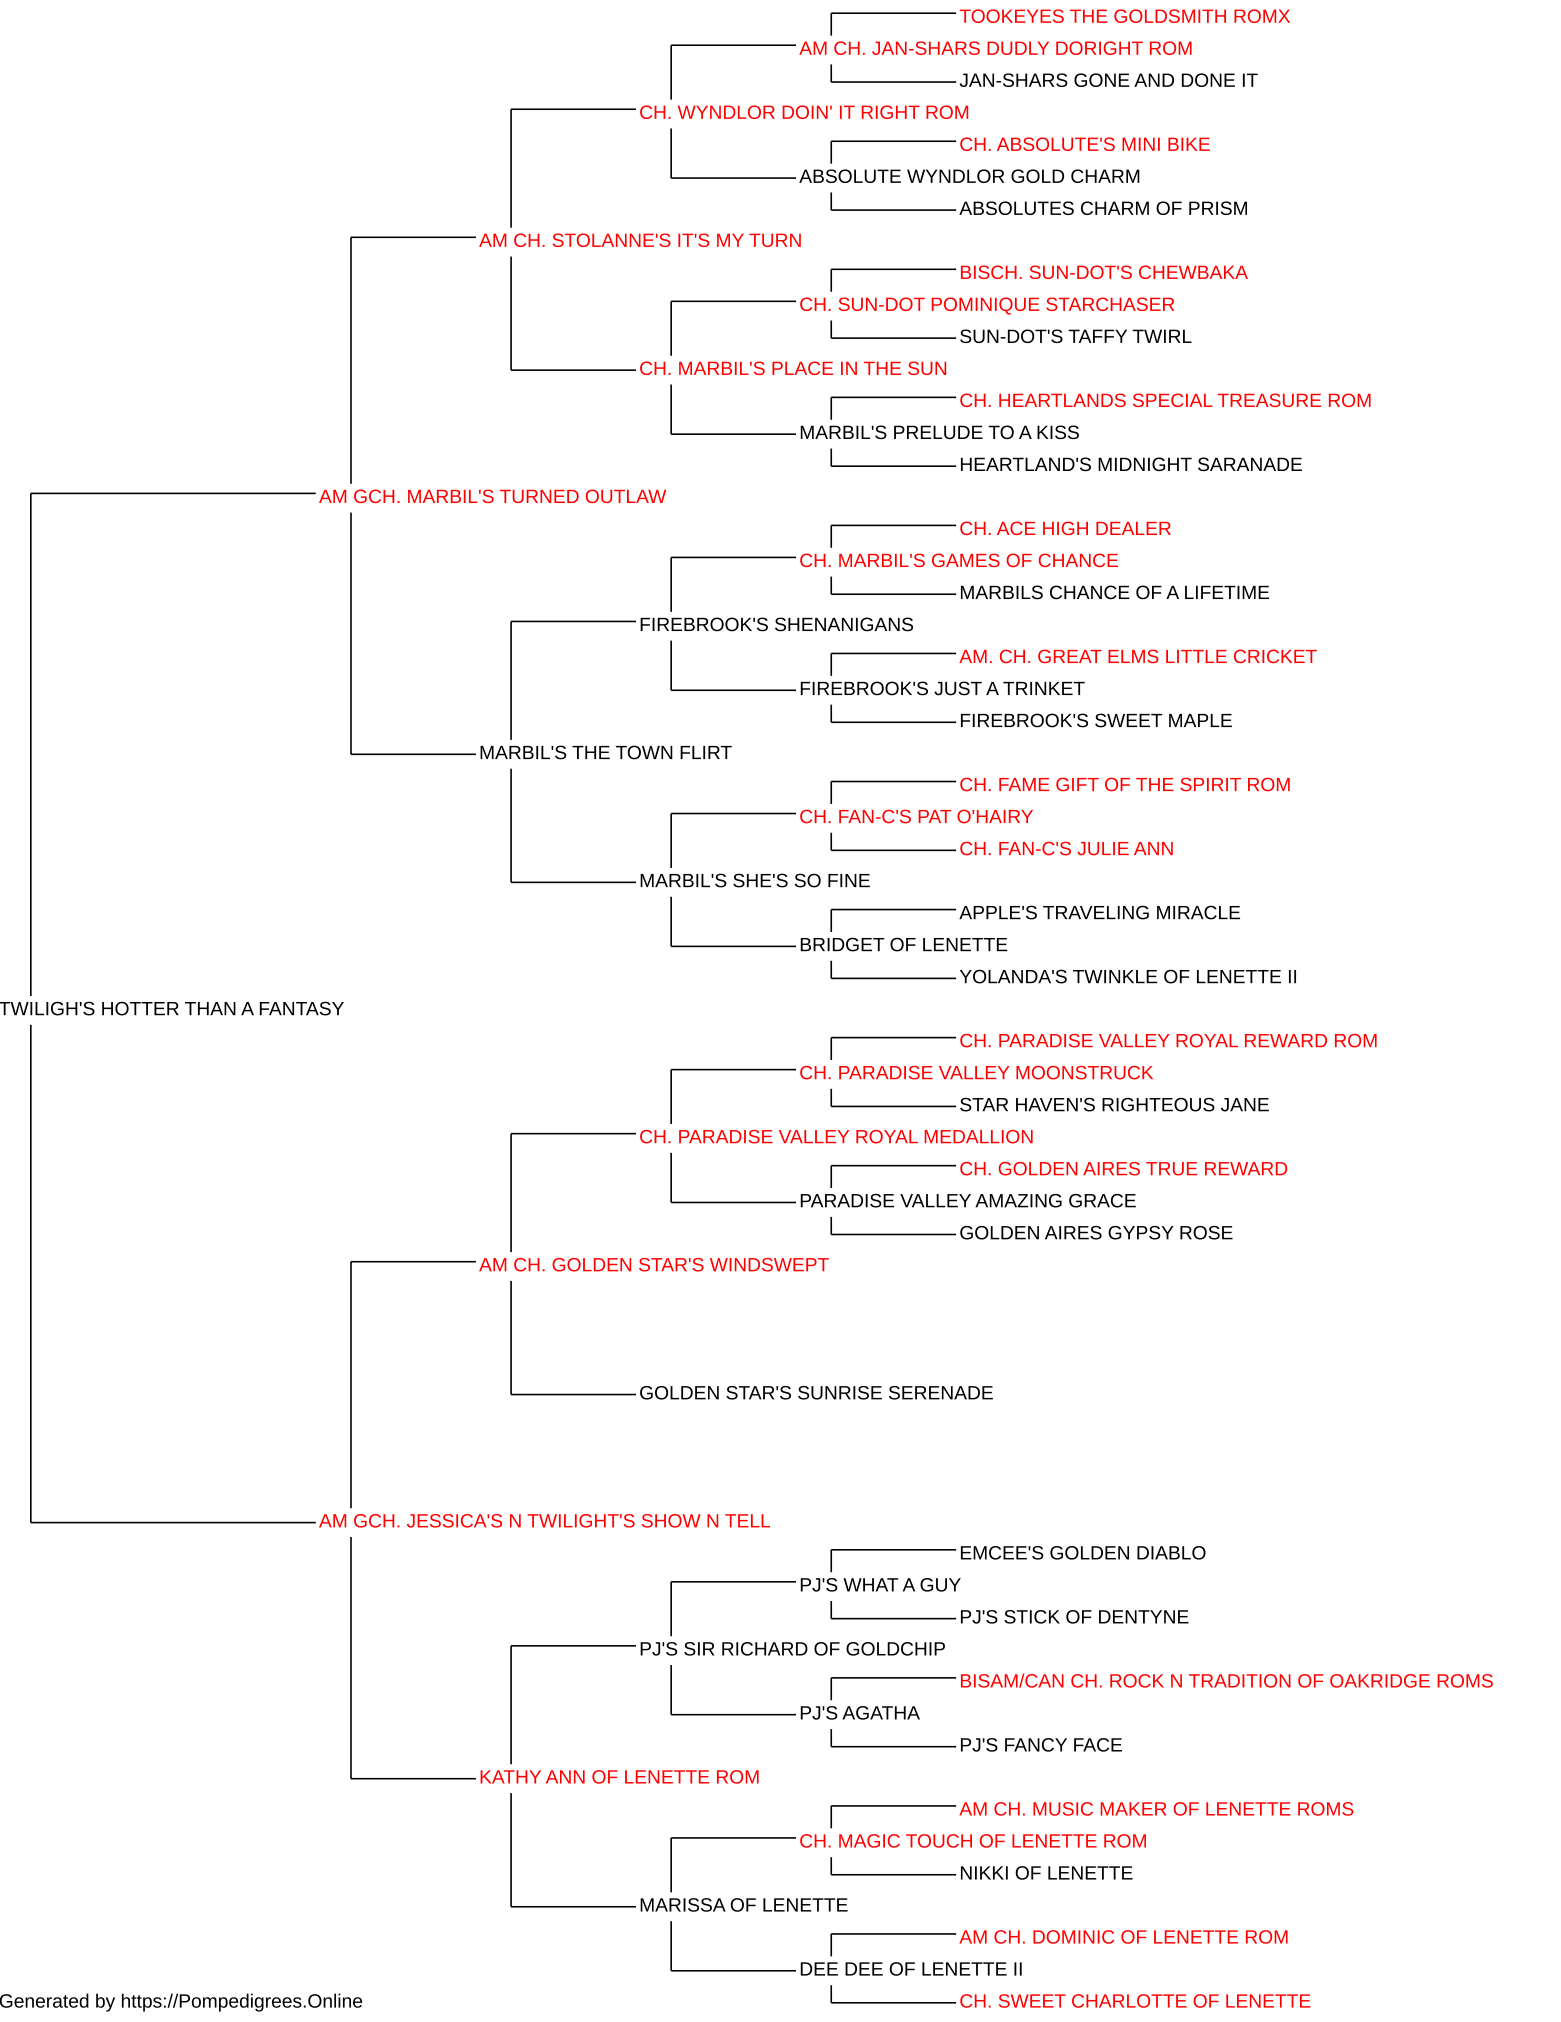 TOOKEYES THE GOLDSMITH ROMX
AM CH. JAN-SHARS DUDLY DORIGHT ROM
JAN-SHARS GONE AND DONE IT
CH. WYNDLOR DOIN' IT RIGHT ROM
CH. ABSOLUTE'S MINI BIKE
ABSOLUTE WYNDLOR GOLD CHARM
ABSOLUTES CHARM OF PRISM
AM CH. STOLANNE'S IT'S MY TURN
BISCH. SUN-DOT'S CHEWBAKA
CH. SUN-DOT POMINIQUE STARCHASER
SUN-DOT'S TAFFY TWIRL
CH. MARBIL'S PLACE IN THE SUN
CH. HEARTLANDS SPECIAL TREASURE ROM
MARBIL'S PRELUDE TO A KISS
HEARTLAND'S MIDNIGHT SARANADE
AM GCH. MARBIL'S TURNED OUTLAW
CH. ACE HIGH DEALER
CH. MARBIL'S GAMES OF CHANCE
MARBILS CHANCE OF A LIFETIME
FIREBROOK'S SHENANIGANS
AM. CH. GREAT ELMS LITTLE CRICKET
FIREBROOK'S JUST A TRINKET
FIREBROOK'S SWEET MAPLE
MARBIL'S THE TOWN FLIRT
CH. FAME GIFT OF THE SPIRIT ROM
CH. FAN-C'S PAT O'HAIRY
CH. FAN-C'S JULIE ANN
MARBIL'S SHE'S SO FINE
APPLE'S TRAVELING MIRACLE
BRIDGET OF LENETTE
YOLANDA'S TWINKLE OF LENETTE II
TWILIGH'S HOTTER THAN A FANTASY
CH. PARADISE VALLEY ROYAL REWARD ROM
CH. PARADISE VALLEY MOONSTRUCK
STAR HAVEN'S RIGHTEOUS JANE
CH. PARADISE VALLEY ROYAL MEDALLION
CH. GOLDEN AIRES TRUE REWARD
PARADISE VALLEY AMAZING GRACE
GOLDEN AIRES GYPSY ROSE
AM CH. GOLDEN STAR'S WINDSWEPT
GOLDEN STAR'S SUNRISE SERENADE
AM GCH. JESSICA'S N TWILIGHT'S SHOW N TELL
EMCEE'S GOLDEN DIABLO
PJ'S WHAT A GUY
PJ'S STICK OF DENTYNE
PJ'S SIR RICHARD OF GOLDCHIP
BISAM/CAN CH. ROCK N TRADITION OF OAKRIDGE ROMS
PJ'S AGATHA
PJ'S FANCY FACE
KATHY ANN OF LENETTE ROM
AM CH. MUSIC MAKER OF LENETTE ROMS
CH. MAGIC TOUCH OF LENETTE ROM
NIKKI OF LENETTE
MARISSA OF LENETTE
AM CH. DOMINIC OF LENETTE ROM
DEE DEE OF LENETTE II
CH. SWEET CHARLOTTE OF LENETTE
Generated by https://Pompedigrees.Online